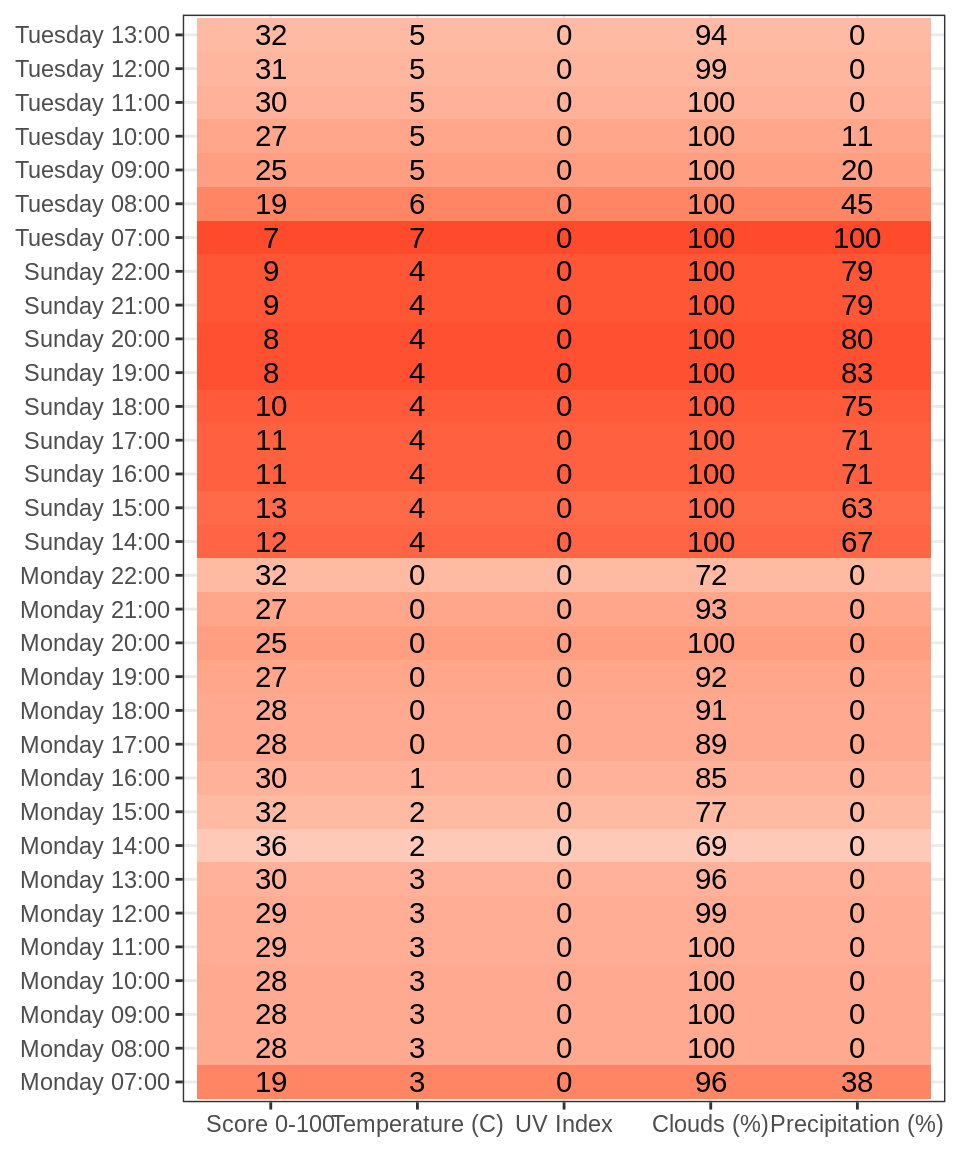 Tuesday 13:00 32 5 0 94 0
Tuesday 12:00 31 5 0 99 0
Tuesday 11:00 30 5 0 100 0
Tuesday 10:00 27 5 0 100 11
Tuesday 09:00 25 5 0 100 20
Tuesday 08:00 19 6 0 100 45
Tuesday 07:00 7 7 0 100 100
Sunday 22:00 9 4 0 100 79
Sunday 21:00 9 4 0 100 79
Sunday 20:00 8 4 0 100 80
Sunday 19:00 8 4 0 100 83
Sunday 18:00 10 4 0 100 75
Sunday 17:00 11 4 0 100 71
Sunday 16:00 11 4 0 100 71
Sunday 15:00 13 4 0 100 63
Sunday 14:00 12 4 0 100 67
Monday 22:00 32 0 0 72 0
Monday 21:00 27 0 0 93 0
Monday 20:00 25 0 0 100 0
Monday 19:00 27 0 0 92 0
Monday 18:00 28 0 0 91 0
Monday 17:00 28 0 0 89 0
Monday 16:00 30 1 0 85 0
Monday 15:00 32 2 0 77 0
Monday 14:00 36 2 0 69 0
Monday 13:00 30 3 0 96 0
Monday 12:00 29 3 0 99 0
Monday 11:00 29 3 0 100 0
Monday 10:00 28 3 0 100 0
Monday 09:00 28 3 0 100 0
Monday 08:00 28 3 0 100 0
Monday 07:00 19 3 0 96 38
Score 0-100 Temperature (C) UV Index Clouds (%) Precipitation (%)